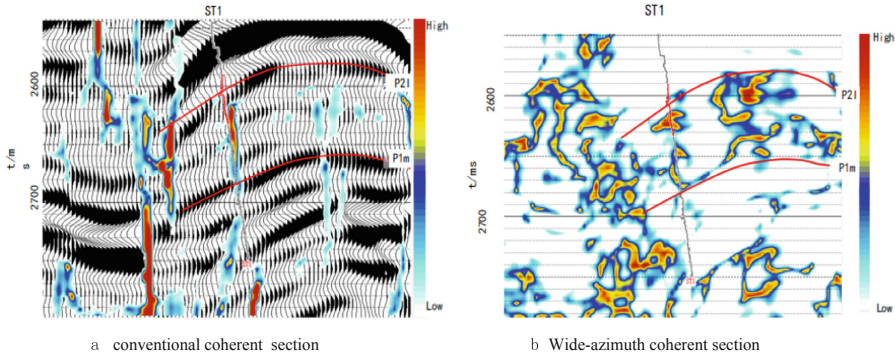 ST1
High
2600
P2l
t/m
s
P1m
2700
Low
a conventional coherent section
ST1
High
2600
P2l
t/ms
P1m
2700
Low
b Wide-azimuth coherent section